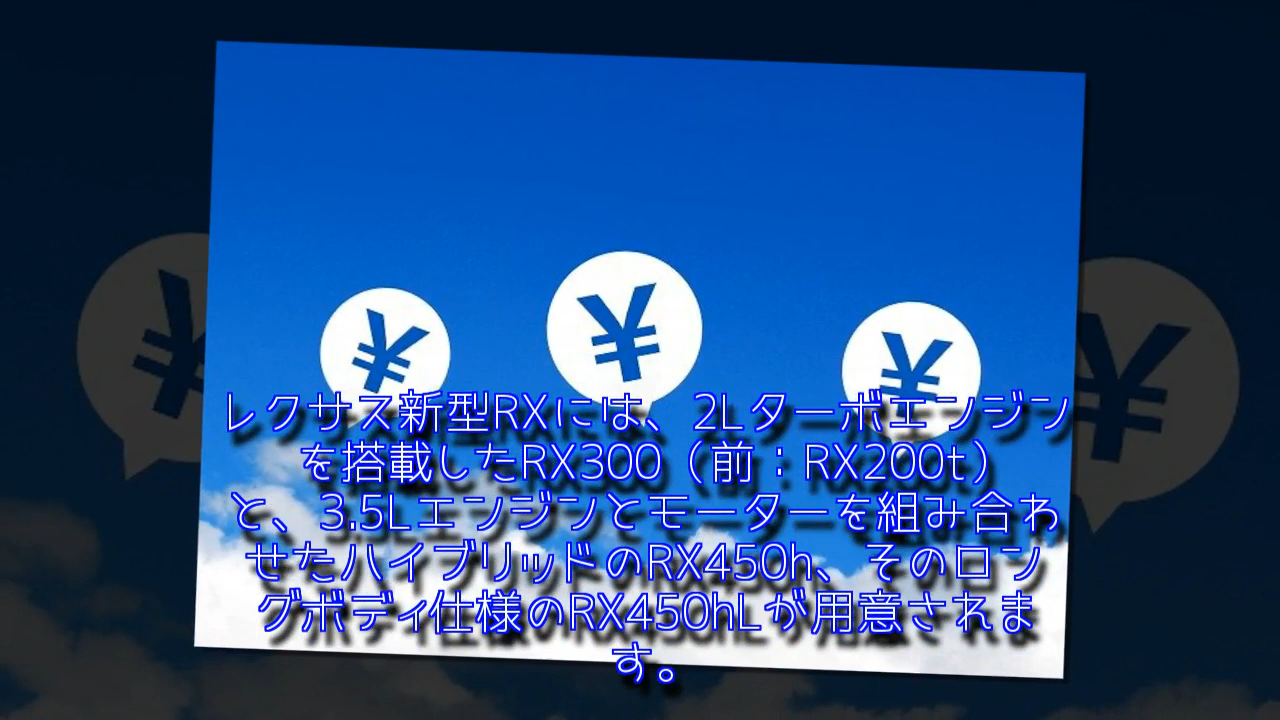 ¥ ¥ ¥
レクサス新型RXには、2Lターボエンジン
を搭載したRX300（前：RX200t）
と、3.5Lエンジンとモーターを組み合わ
せたハイブリッドのRX450h、そのロン
グボディ仕様のRX450hLが用意されま
す。